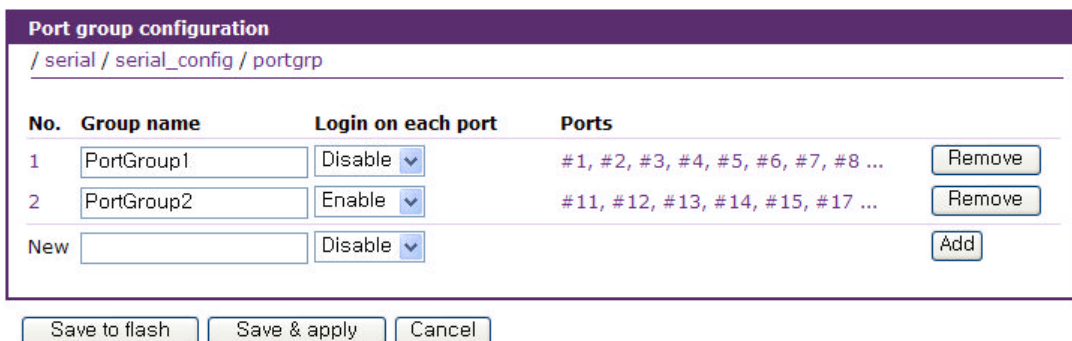 Port group configuration
/ serial / serial_config / portgrp
No. Group name Login on each port Ports
1 PortGroup1 Disable #1, #2, #3, #4, #5, #6, #7, #8 ... Remove
2 PortGroup2 Enable #11, #12, #13, #14, #15, #17 ... Remove
New Disable Add
Save to flash Save & apply Cancel